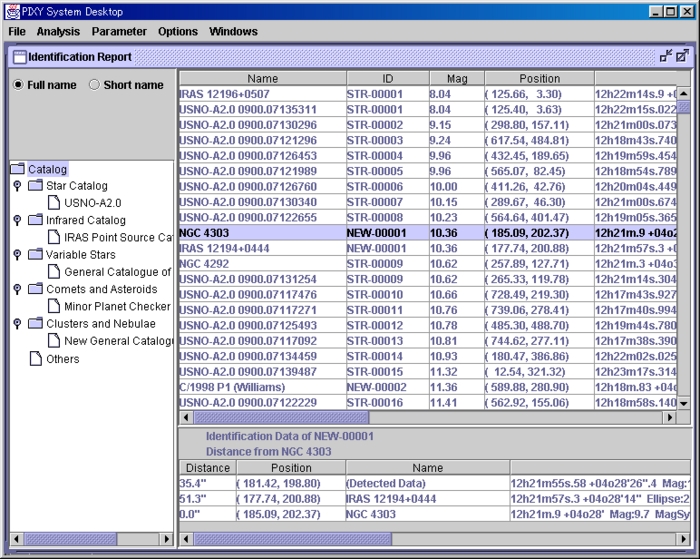 PIXY System Desktop
File Analysis Parameter Options Windows
Identification Report
Full name Short name
Catalog
Star Catalog
USNO-A2.0
Infrared Catalog
IRAS Point Source Ca
Variable Stars
General Catalogue of
Comets and Asteroids
Minor Planet Checker
Clusters and Nebulae
New General Catalog
Others
Name ID Mag Position
IRAS 12196+0507 STR-00001 8.04 ( 125.66, 3.30) 12h22m14s.9 +0
USNO-A2.0 0900.07135311 STR-00001 8.04 ( 125.40, 3.63) 12h22m15s.022
USNO-A2.0 0900.07130296 STR-00002 9.15 ( 298.80, 157.11) 12h21m00s.073
USNO-A2.0 0900.07121296 STR-00003 9.24 ( 617.54, 484.81) 12h18m43s.740
USNO-A2.0 0900.07126453 STR-00004 9.96 ( 432.45, 189.65) 12h19m59s.454
USNO-A2.0 0900.07121989 STR-00005 9.96 ( 565.07, 82.45) 12h18m54s.789
USNO-A2.0 0900.07126760 STR-00006 10.00 ( 411.26, 42.76) 12h20m04s.449
USNO-A2.0 0900.07130340 STR-00007 10.15 ( 289.67, 46.30) 12h21m00s.674
USNO-A2.0 0900.07122655 STR-00008 10.23 ( 564.64, 401.47) 12h19m05s.365
NGC 4303 NEW-00001 10.36 ( 185.09, 202.37) 12h21m.9 +04o2
IRAS 12194+0444 NEW-00001 10.36 ( 177.74, 200.88) 12h21m57s.3 +0
NGC 4292 STR-00009 10.62 ( 257.89, 127.71) 12h21m.3 +04o3
USNO-A2.0 0900.07131254 STR-00009 10.62 ( 265.33, 119.78) 12h21m14s.304
USNO-A2.0 0900.07117476 STR-00010 10.66 ( 728.49, 219.30) 12h17m43s.927
USNO-A2.0 0900.07117271 STR-00011 10.76 ( 739.06, 278.41) 12h17m40s.994
USNO-A2.0 0900.07125493 STR-00012 10.78 ( 485.30, 488.70) 12h19m44s.780
USNO-A2.0 0900.07117092 STR-00013 10.81 ( 744.62, 277.11) 12h17m38s.390
USNO-A2.0 0900.07134459 STR-00014 10.93 ( 180.47, 386.86) 12h22m02s.025
USNO-A2.0 0900.07139487 STR-00015 11.32 ( 12.54, 321.32) 12h23m17s.314
C/1998 P1 (Williams) NEW-00002 11.36 ( 589.88, 280.90) 12h18m.83 +04o
USNO-A2.0 0900.07122229 STR-00016 11.41 ( 562.92, 155.06) 12h18m58s.140
Identification Data of NEW-00001
Distance from NGC 4303
Distance Position Name
35.4" ( 181.42, 198.80) (Detected Data) 12h21m55s.58 +04o28'26".4 Mag:
51.3" ( 177.74, 200.88) IRAS 12194+0444 12h21m57s.3 +04o28'14" Ellipse:2
0.0" ( 185.09, 202.37) NGC 4303 12h21m.9 +04o28' Mag:9.7 MagSy